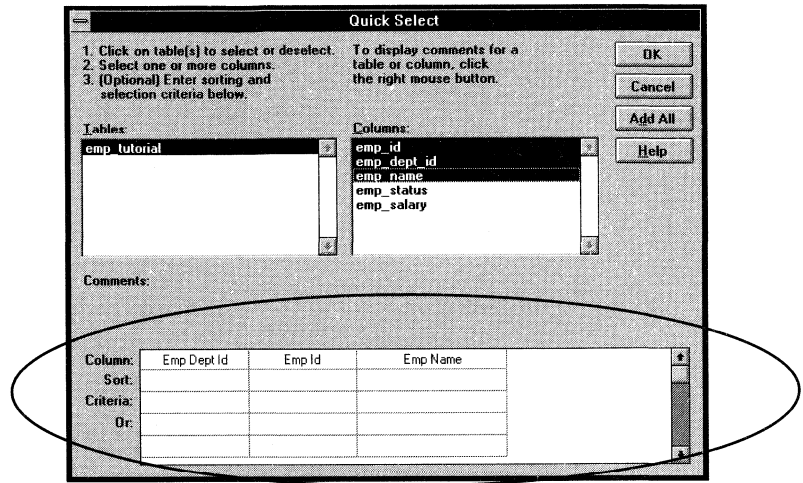 Quick Select
1. Click on table(s) to select or deselect.
2. Select one or more columns.
3. (Optional) Enter sorting and
selection criteria below.
To display comments for a
table or column, click
the right mouse button.
OK
Cancel
Add All
Help
Tables:
emp_tutorial
Columns:
emp_id
emp_dept_id
emp_name
emp_status
emp_salary
Comments:
Column: Emp Dept Id Emp Id Emp Name
Sort:
Criteria:
Or: